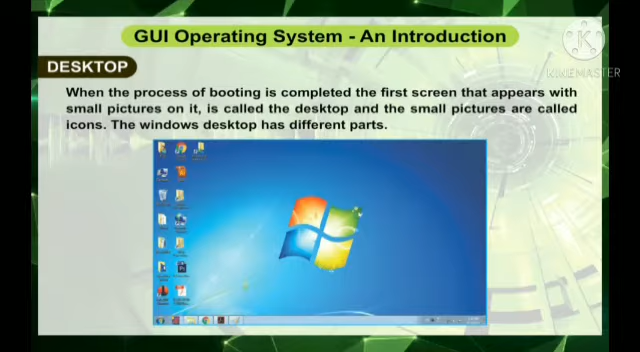 GUI Operating System - An Introduction
KINEMASTER
DESKTOP
When the process of booting is completed the first screen that appears with
small pictures on it, is called the desktop and the small pictures are called
icons. The windows desktop has different parts.